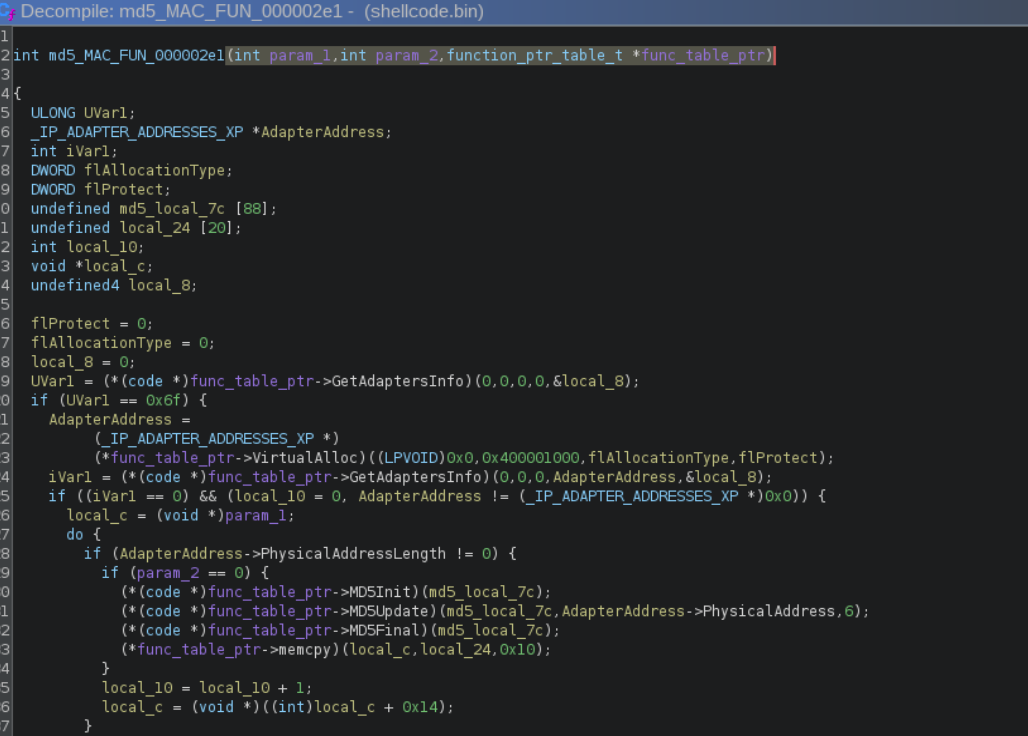 Decompile: md5_MAC_FUN_000002e1 - (shellcode.bin)
1
2 int md5_MAC_FUN_000002e1(int param_1,int param_2,function_ptr_table_t *func_table_ptr)
3
4 {
5 ULONG UVar1;
6 _IP_ADAPTER_ADDRESSES_XP *AdapterAddress;
7 int iVar1;
8 DWORD flAllocationType;
9 DWORD flProtect;
0 undefined md5_local_7c [88];
1 undefined local_24 [20];
2 int local_10;
3 void *local_c;
4 undefined4 local_8;
5
6 flProtect = 0;
7 flAllocationType = 0;
8 local_8 = 0;
9 UVar1 = (*(code *)func_table_ptr->GetAdaptersInfo)(0,0,0,0,&local_8);
0 if (UVar1 == 0x6f) {
1 AdapterAddress =
2 (_IP_ADAPTER_ADDRESSES_XP *)
3 (*func_table_ptr->VirtualAlloc)((LPVOID)0x0,0x400001000,flAllocationType,flProtect);
4 iVar1 = (*(code *)func_table_ptr->GetAdaptersInfo)(0,0,0,AdapterAddress,&local_8);
5 if ((iVar1 == 0) && (local_10 = 0, AdapterAddress != (_IP_ADAPTER_ADDRESSES_XP *)0x0)) {
6 local_c = (void *)param_1;
7 do {
8 if (AdapterAddress->PhysicalAddressLength != 0) {
9 if (param_2 == 0) {
0 (*(code *)func_table_ptr->MD5Init)(md5_local_7c);
1 (*(code *)func_table_ptr->MD5Update)(md5_local_7c,AdapterAddress->PhysicalAddress,6);
2 (*(code *)func_table_ptr->MD5Final)(md5_local_7c);
3 (*func_table_ptr->memcpy)(local_c,local_24,0x10);
4 }
5 local_10 = local_10 + 1;
6 local_c = (void *)((int)local_c + 0x14);
7 }